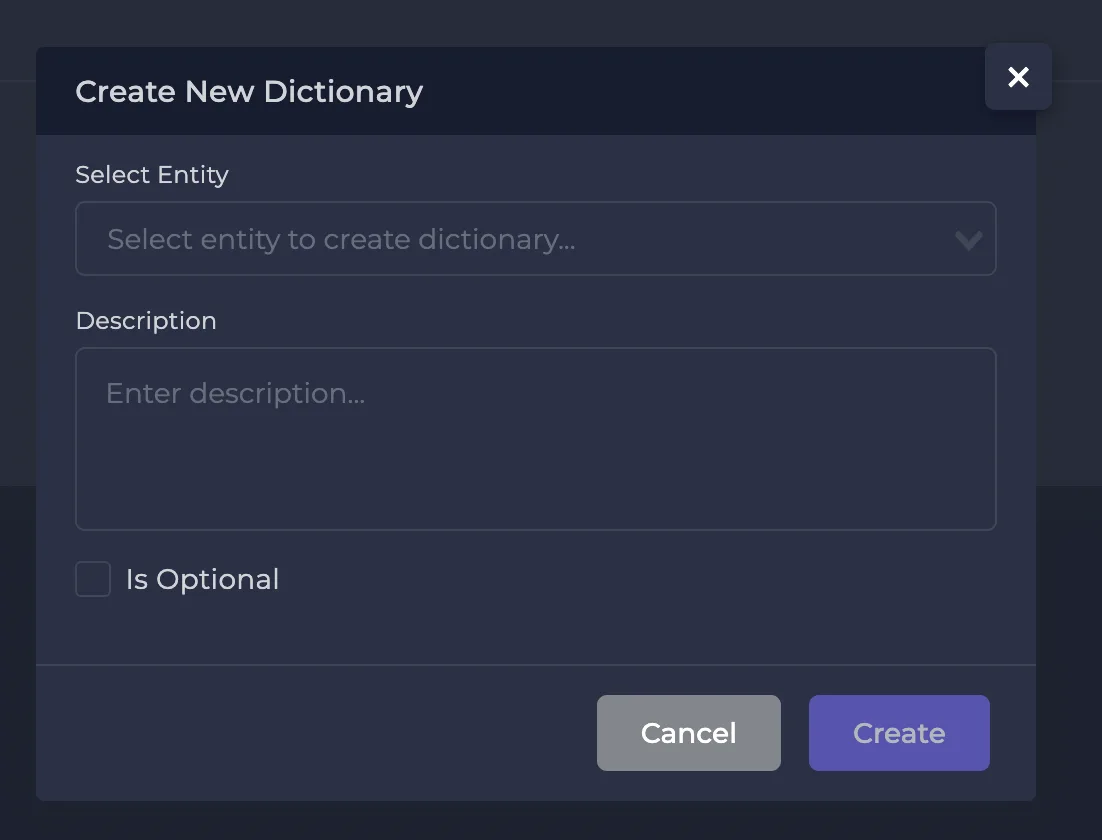 Create New Dictionary
Select Entity
Select entity to create dictionary...
Description
Enter description...
Is Optional
Cancel
Create